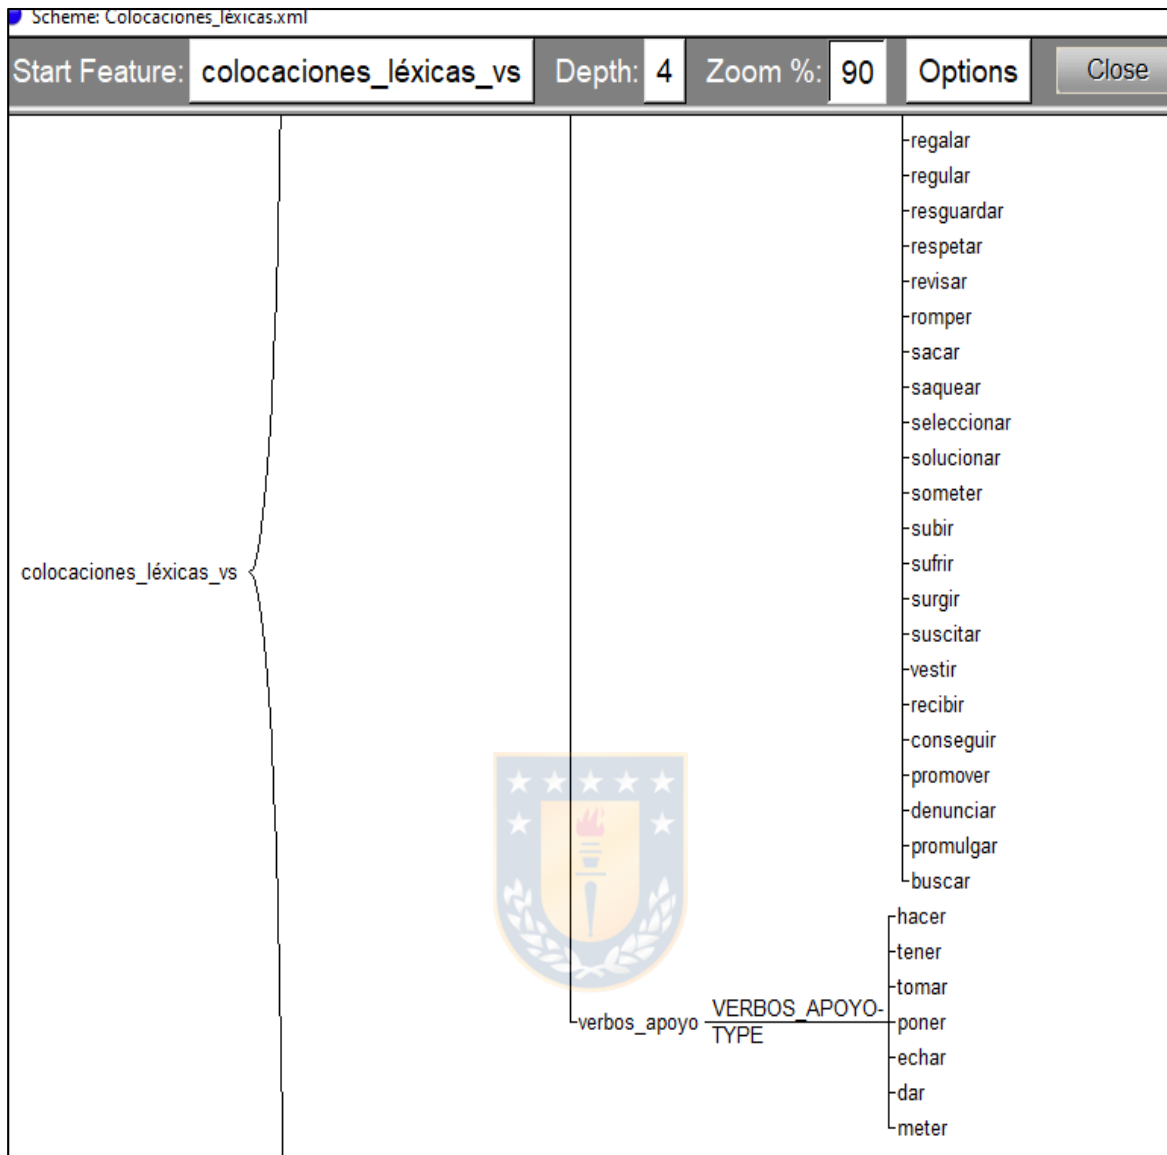 Scheme: Colocaciones_léxicas.xml
Start Feature: colocaciones_léxicas_vs Depth: 4 Zoom %: 90 Options Close
regalar
regular
resguardar
respetar
revisar
romper
sacar
saquear
seleccionar
solucionar
someter
subir
sufrir
colocaciones_léxicas_vs
surgir
suscitar
vestir
recibir
conseguir
promover
denunciar
promulgar
buscar
hacer
tener
tomar
verbos_apoyo VERBOS_APOYO-
TYPE
poner
echar
dar
meter